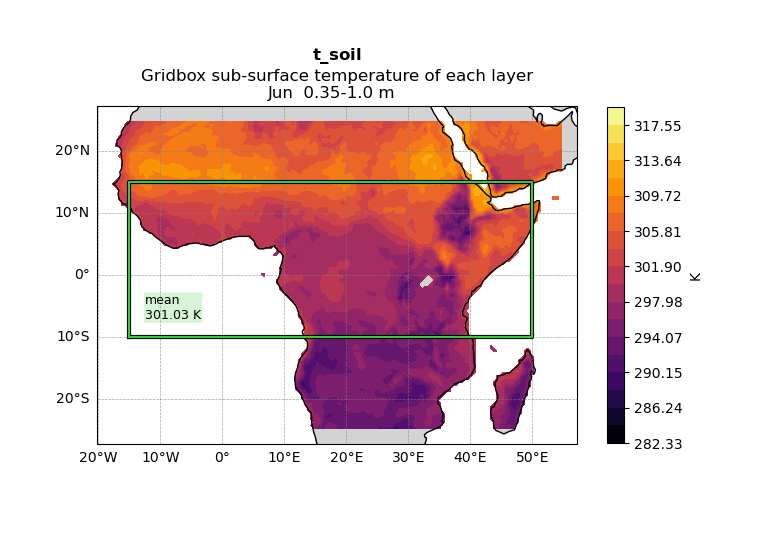 t_soil
Gridbox sub-surface temperature of each layer
Jun  0.35-1.0 m
20°N
10°N
0°
10°S
20°S
20°W
10°W
0°
10°E
20°E
30°E
40°E
50°E
mean
301.03 K
317.55
313.64
309.72
305.81
301.90
297.98
294.07
290.15
286.24
282.33
K